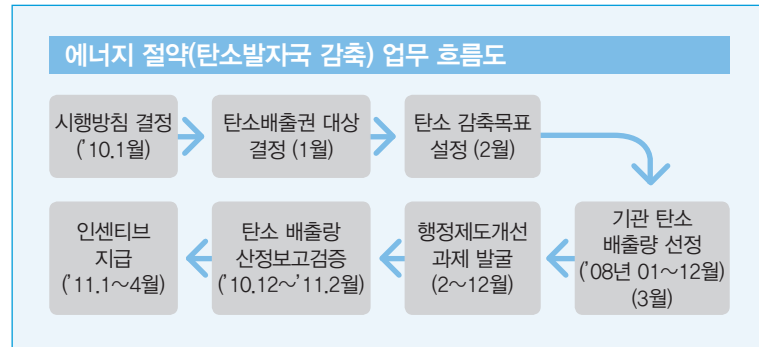 에너지 절약(탄소발자국 감축) 업무 흐름도
시행방침 결정
('10.1월)
탄소배출권 대상
결정 (1월)
탄소 감축목표
설정 (2월)
기관 탄소
배출량 선정
('08년 01～12월)
(3월)
행정제도개선
과제 발굴
(2～12월)
탄소 배출량
산정보고검증
('10.12～'11.2월)
인센티브
지급
('11.1～4월)